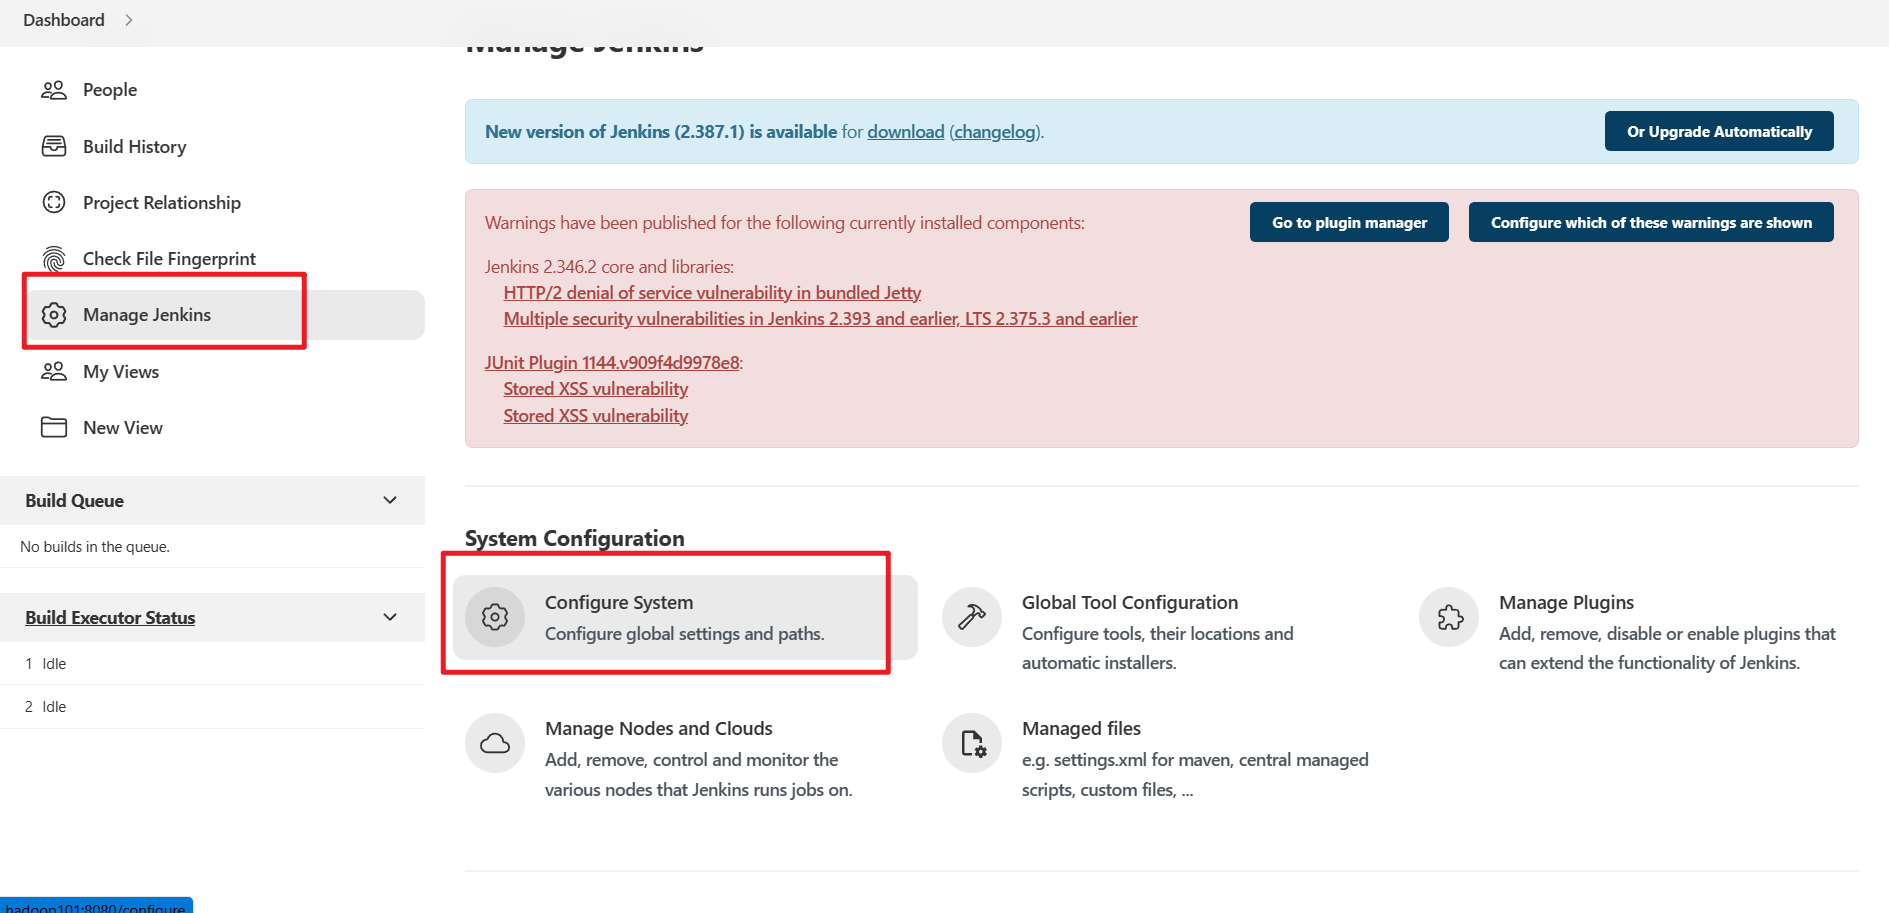 Dashboard
Manage Jenkins
People
Build History
Project Relationship
Check File Fingerprint
Manage Jenkins
My Views
New View
Build Queue
No builds in the queue.
Build Executor Status
1 Idle
2 Idle
New version of Jenkins (2.387.1) is available for download (changelog).
Or Upgrade Automatically
Warnings have been published for the following currently installed components:
Go to plugin manager
Configure which of these warnings are shown
Jenkins 2.346.2 core and libraries:
HTTP/2 denial of service vulnerability in bundled Jetty
Multiple security vulnerabilities in Jenkins 2.393 and earlier, LTS 2.375.3 and earlier
JUnit Plugin 1144.v909f4d9978e8:
Stored XSS vulnerability
Stored XSS vulnerability
System Configuration
Configure System
Configure global settings and paths.
Global Tool Configuration
Configure tools, their locations and
automatic installers.
Manage Plugins
Add, remove, disable or enable plugins that
can extend the functionality of Jenkins.
Manage Nodes and Clouds
Add, remove, control and monitor the
various nodes that Jenkins runs jobs on.
Managed files
e.g. settings.xml for maven, central managed
scripts, custom files, ...
hadoop101:8080/configure